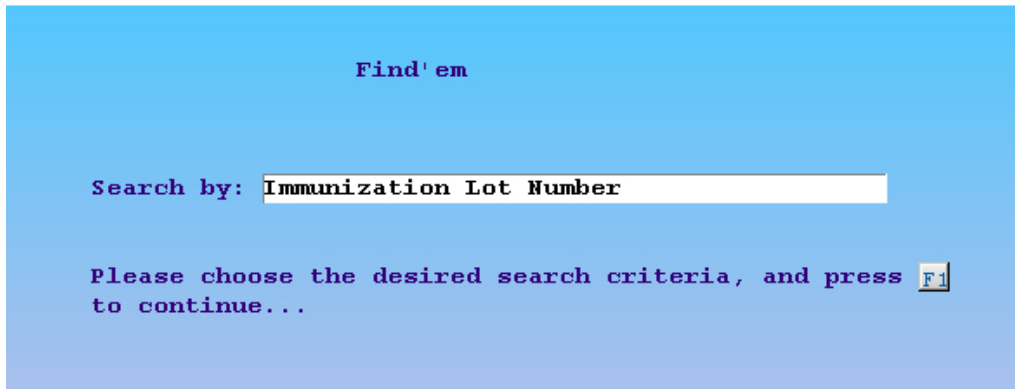 Find'em
Search by: Immunization Lot Number
Please choose the desired search criteria, and press F1
to continue...